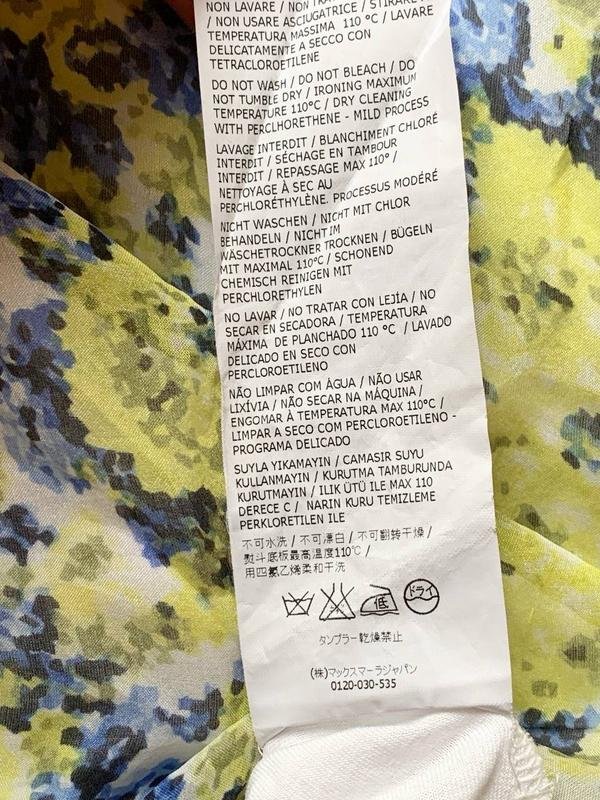 NON LAVARE / NON
/ NON USARE ASCIUGATRICE / STIRARE
TEMPERATURA MASSIMA 110 °C / LAVARE
DELICATAMENTE A SECCO CON
TETRACLOROETILENE
DO NOT WASH / DO NOT BLEACH / DO
NOT TUMBLE DRY / IRONING MAXIMUM
TEMPERATURE 110°C / DRY CLEANING
WITH PERCHLORETHENE - MILD PROCESS
LAVAGE INTERDIT / BLANCHIMENT CHLORÉ
INTERDIT / SÉCHAGE EN TAMBOUR
INTERDIT / REPASSAGE MAX 110° /
NETTOYAGE À SEC AU
PERCHLORÉTHYLÈNE. PROCESSUS MODÉRÉ
NICHT WASCHEN / NICHT MIT CHLOR
BEHANDELN / NICHT IM
WÄSCHETROCKNER TROCKNEN / BÜGELN
MIT MAXIMAL 110°C / SCHONEND
CHEMISCH REINIGEN MIT
PERCHLORETHYLEN
NO LAVAR / NO TRATAR CON LEJÍA / NO
SECAR EN SECADORA / TEMPERATURA
MÁXIMA DE PLANCHADO 110 °C / LAVADO
DELICADO EN SECO CON
PERCLOROETILENO
NÃO LIMPAR COM ÁGUA / NÃO USAR
LIXÍVIA / NÃO SECAR NA MÁQUINA /
ENGOMAR À TEMPERATURA MAX 110°C /
LIMPAR A SECO COM PERCLOROETILENO -
PROGRAMA DELICADO
SUYLA YIKAMAYIN / CAMASIR SUYU
KULLANMAYIN / KURUTMA TAMBURUNDA
KURUTMAYIN / ILIK ÜTÜ ILE MAX 110
DERECE C / NARIN KURU TEMIZLEME
PERKLORETILEN ILE
不可水洗 / 不可漂白 / 不可翻转干燥 /
熨斗底板最高温度110℃ /
用四氯乙烯柔和干洗
低 ドライ
タンブラー乾燥禁止
(株)マックスマーラジャパン
0120-030-535